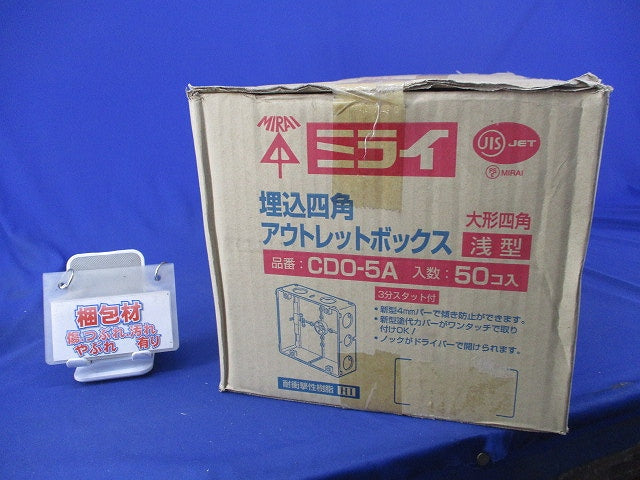 MIRAI
ミライ
JIS JET
MIRAI
埋込四角
アウトレットボックス
大形四角
浅型
品番：CDO-5A 入数：50コ入
3分スタット付
・新型4mmバーで傾き防止ができます。
・新型塗代カバーがワンタッチで取り
付けOK！
・ノックがドライバーで開けられます。
耐衝撃性樹脂 HI
梱包材
傷つぶれ汚れ
やぶれ 有り